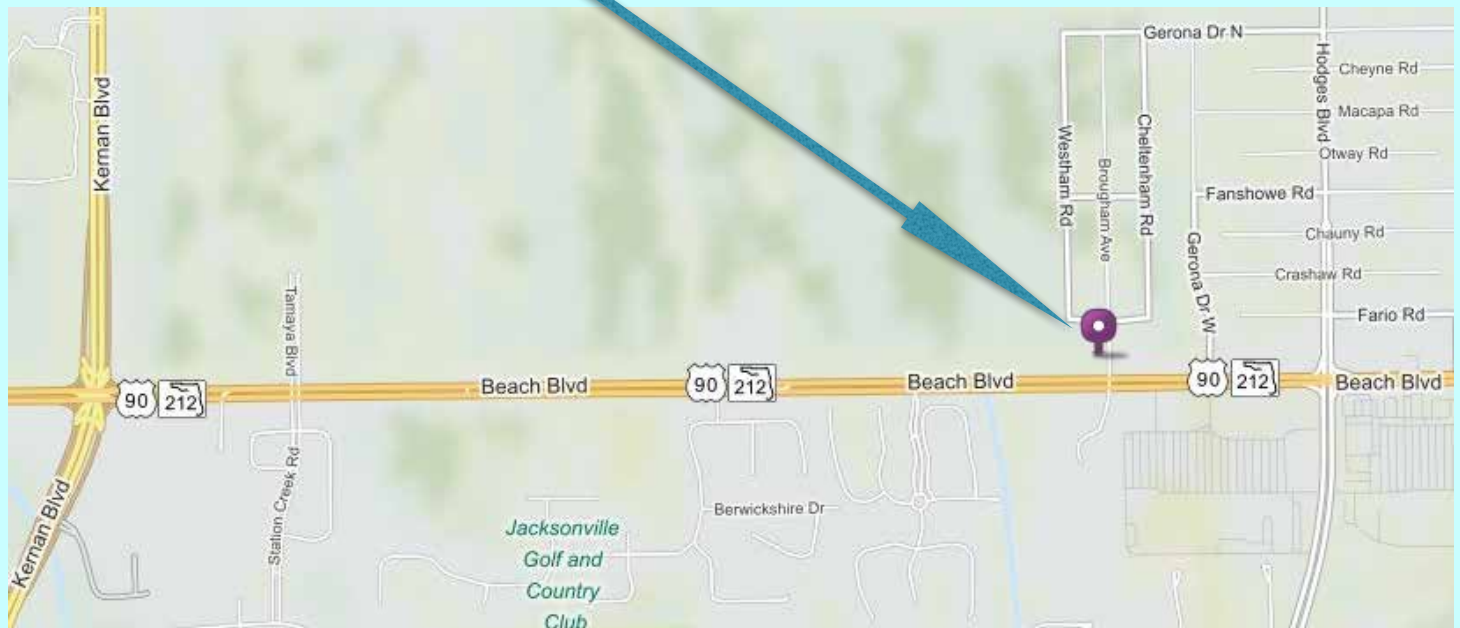 Gerona Dr N
Cheyne Rd
Macapa Rd
Hodges Blvd
Kernan Blvd
Westham Rd
Brougham Ave
Cheltenham Rd
Otway Rd
Fanshowe Rd
Chauny Rd
Gerona Dr W
Crashaw Rd
Fario Rd
Tamaya Blvd
90 212
Beach Blvd
90 212
Beach Blvd
90 212
Beach Blvd
Station Creek Rd
Kernan Blvd
Berwickshire Dr
Jacksonville
Golf and
Country
Club